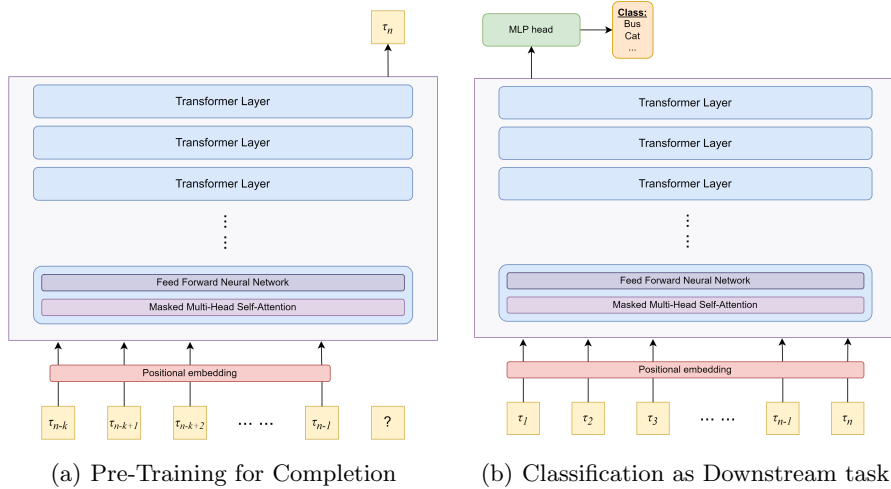 τn
Transformer Layer
Transformer Layer
Transformer Layer
Feed Forward Neural Network
Masked Multi-Head Self-Attention
Positional embedding
τn-k τn-k+1 τn-k+2 ... ... τn-1 ?
(a) Pre-Training for Completion
MLP head
Class:
Bus
Cat
...
Transformer Layer
Transformer Layer
Transformer Layer
Feed Forward Neural Network
Masked Multi-Head Self-Attention
Positional embedding
τ1 τ2 τ3 ... ... τn-1 τn
(b) Classification as Downstream task